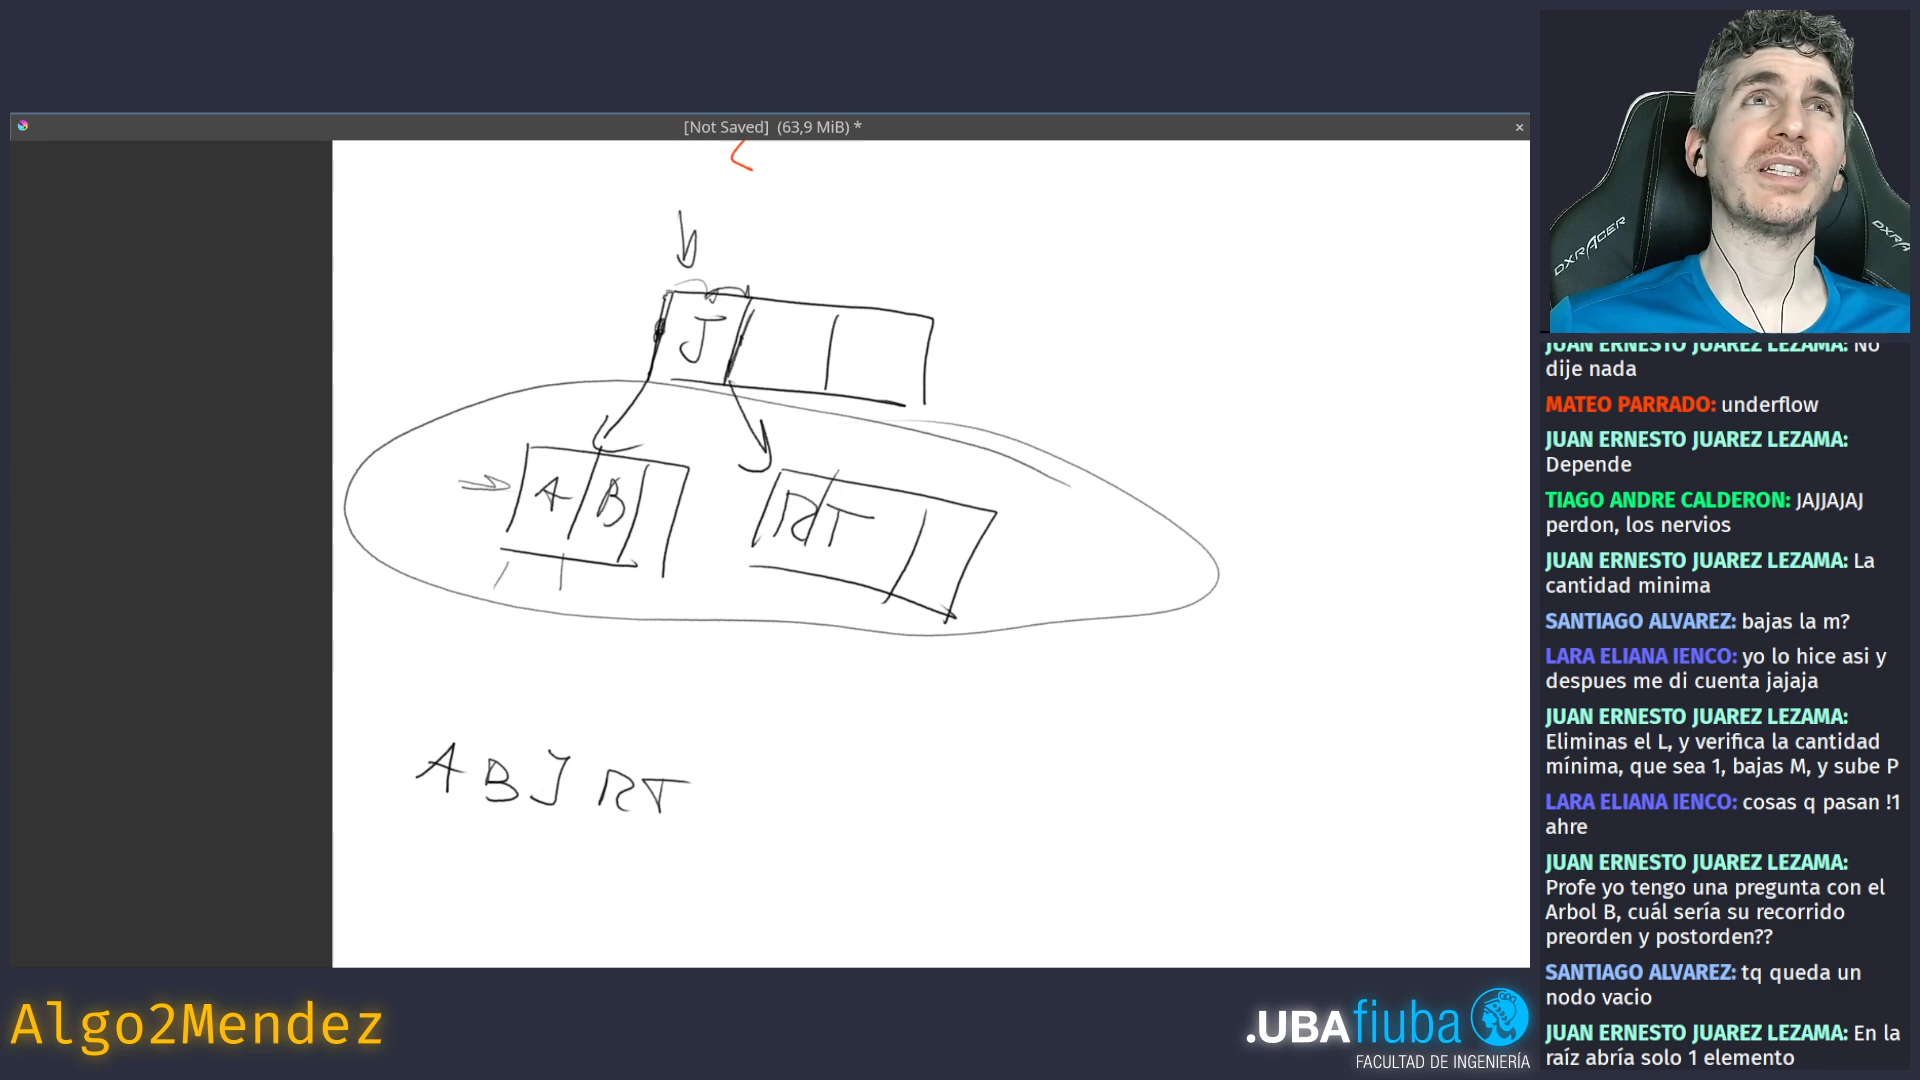 [Not Saved]  (63,9 MiB) *
×
J
A B
R T
A B J R T
DXRACER
DXRA
JUAN ERNESTO JUAREZ LEZAMA: No
dije nada
MATEO PARRADO: underflow
JUAN ERNESTO JUAREZ LEZAMA:
Depende
TIAGO ANDRE CALDERON: JAJJAJAJ
perdon, los nervios
JUAN ERNESTO JUAREZ LEZAMA: La
cantidad minima
SANTIAGO ALVAREZ: bajas la m?
LARA ELIANA IENCO: yo lo hice asi y
despues me di cuenta jajaja
JUAN ERNESTO JUAREZ LEZAMA:
Eliminas el L, y verifica la cantidad
mínima, que sea 1, bajas M, y sube P
LARA ELIANA IENCO: cosas q pasan !1
ahre
JUAN ERNESTO JUAREZ LEZAMA:
Profe yo tengo una pregunta con el
Arbol B, cuál sería su recorrido
preorden y postorden??
SANTIAGO ALVAREZ: tq queda un
nodo vacio
JUAN ERNESTO JUAREZ LEZAMA: En la
raíz abría solo 1 elemento
Algo2Mendez
.UBAfiuba
FACULTAD DE INGENIERÍA